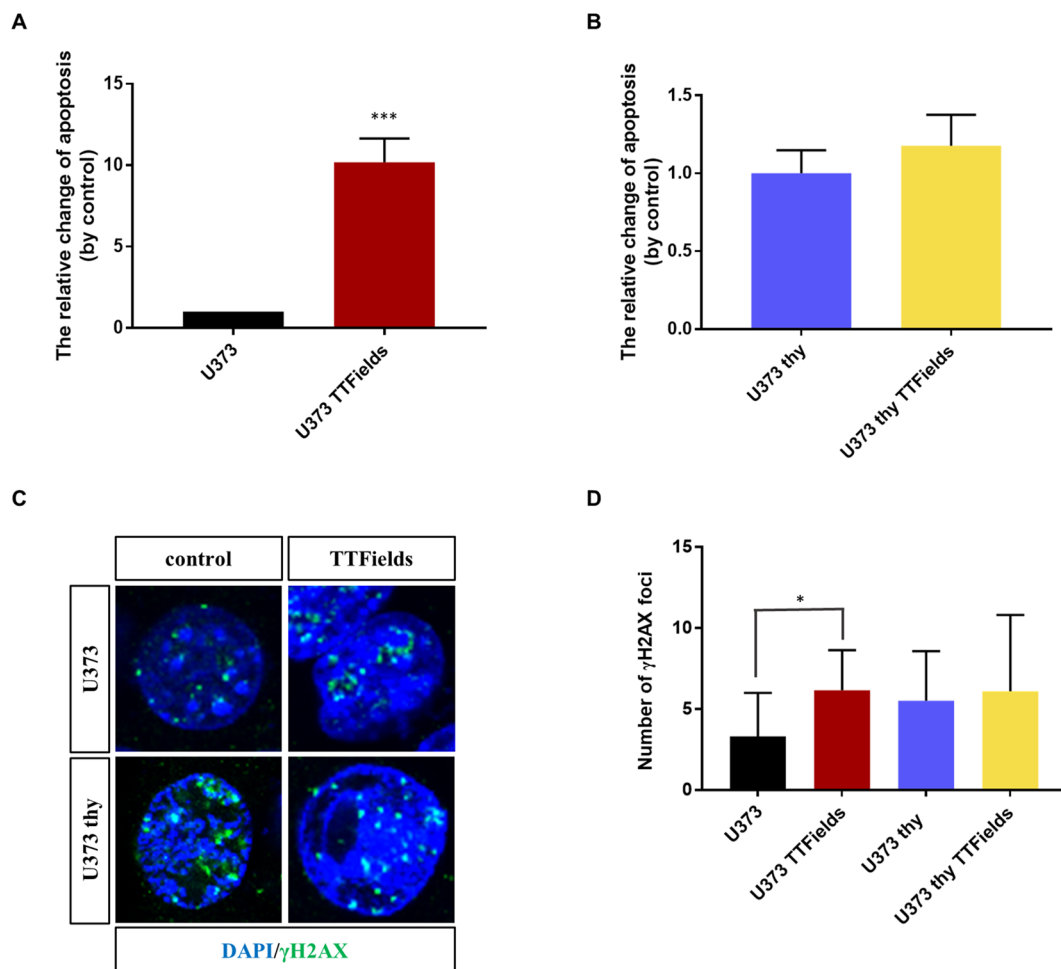 A
The relative change of apoptosis
(by control)
15
10
5
0
***
U373
U373 TTFields
B
The relative change of apoptosis
(by control)
1.5
1.0
0.5
0.0
U373 thy
U373 thy TTFields
C
control
TTFields
U373
U373 thy
DAPI/γH2AX
D
Number of γH2AX foci
15
10
5
0
*
U373
U373 TTFields
U373 thy
U373 thy TTFields